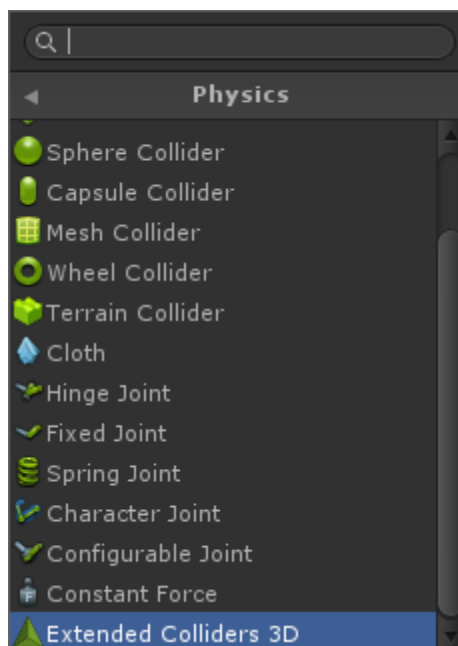 Physics
Sphere Collider
Capsule Collider
Mesh Collider
Wheel Collider
Terrain Collider
Cloth
Hinge Joint
Fixed Joint
Spring Joint
Character Joint
Configurable Joint
Constant Force
Extended Colliders 3D